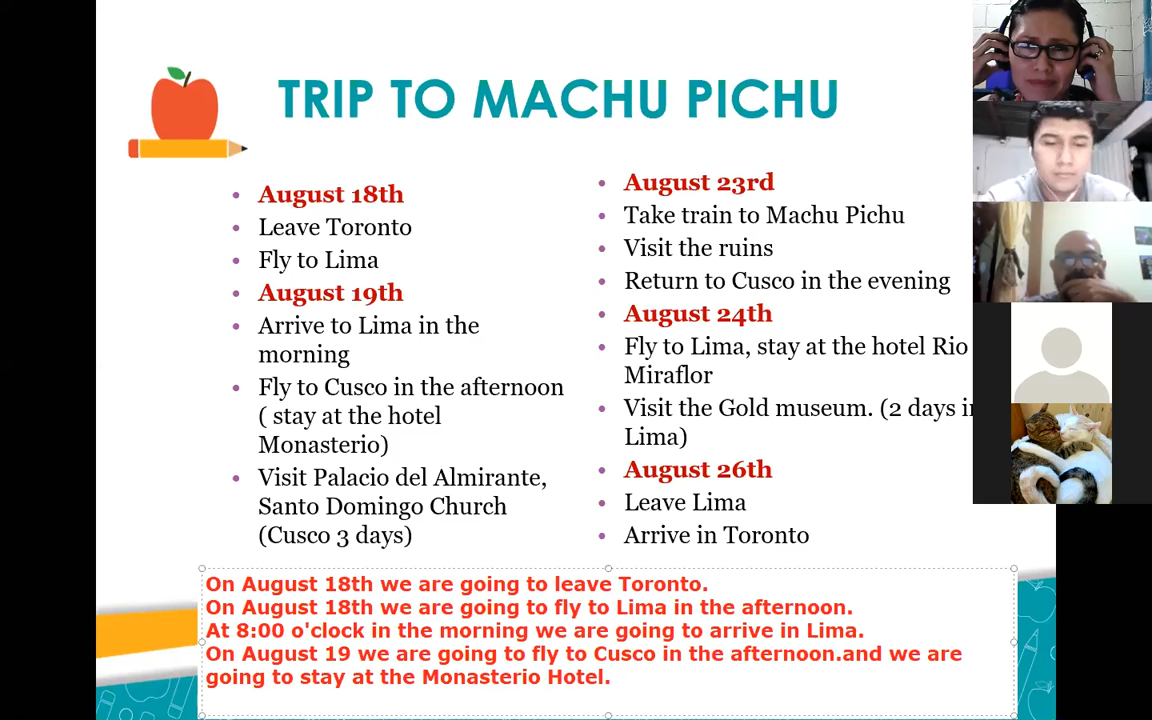 TRIP TO MACHU PICHU
August 18th
Leave Toronto
Fly to Lima
August 19th
Arrive to Lima in the
morning
Fly to Cusco in the afternoon
( stay at the hotel
Monasterio)
Visit Palacio del Almirante,
Santo Domingo Church
(Cusco 3 days)
August 23rd
Take train to Machu Pichu
Visit the ruins
Return to Cusco in the evening
August 24th
Fly to Lima, stay at the hotel Rio
Miraflor
Visit the Gold museum. (2 days in
Lima)
August 26th
Leave Lima
Arrive in Toronto
On August 18th we are going to leave Toronto.
On August 18th we are going to fly to Lima in the afternoon.
At 8:00 o'clock in the morning we are going to arrive in Lima.
On August 19 we are going to fly to Cusco in the afternoon.and we are
going to stay at the Monasterio Hotel.